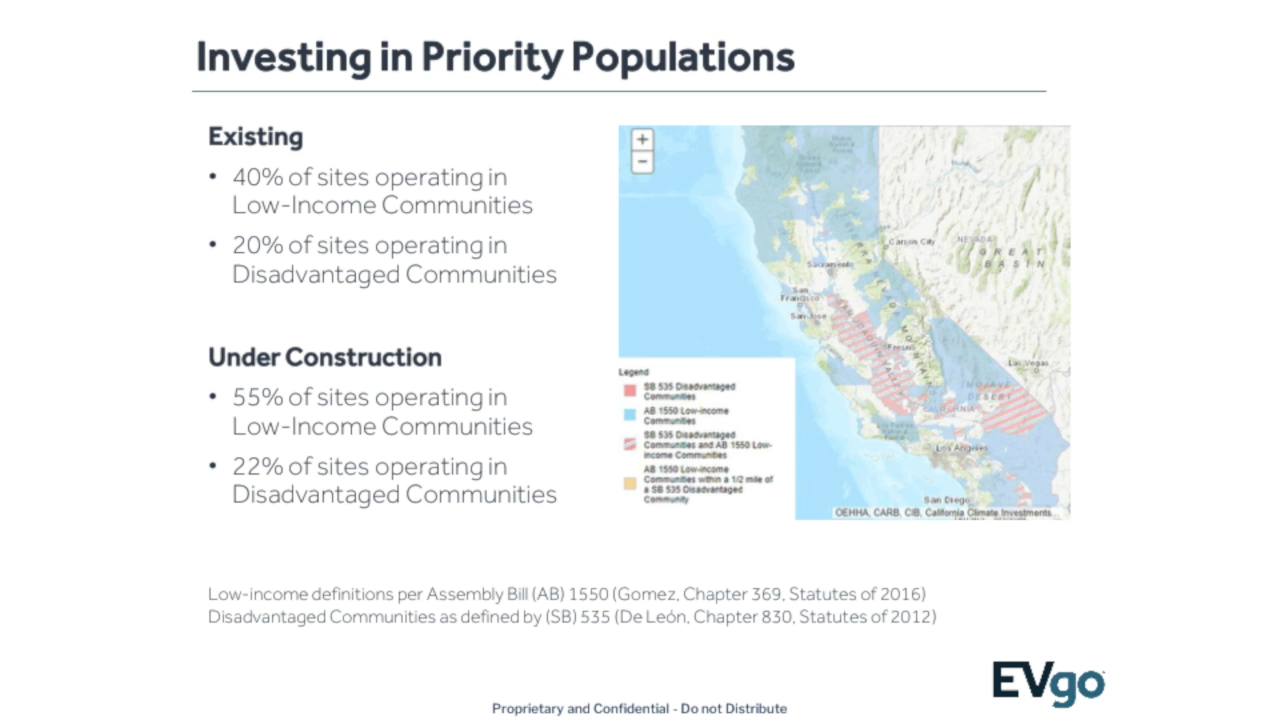 Investing in Priority Populations
Existing
• 40% of sites operating in
Low-Income Communities
• 20% of sites operating in
Disadvantaged Communities
Under Construction
• 55% of sites operating in
Low-Income Communities
• 22% of sites operating in
Disadvantaged Communities
+
−
Carson City
NEVADA
GREAT
BASIN
Sacramento
San
Francisco
San Jose
Fresno
Las Vegas
MOJAVE
DESERT
CALIFORNIA
Los Angeles
San Diego
Legend
SB 535 Disadvantaged
Communities
AB 1550 Low-income
Communities
SB 535 Disadvantaged
Communities and AB 1550 Low-
income Communities
AB 1550 Low-income
Communities within a 1/2 mile of
a SB 535 Disadvantaged
Community
OEHHA, CARB, CIB, California Climate Investments...
Low-income definitions per Assembly Bill (AB) 1550 (Gomez, Chapter 369, Statutes of 2016)
Disadvantaged Communities as defined by (SB) 535 (De León, Chapter 830, Statutes of 2012)
EVgo
Proprietary and Confidential - Do not Distribute